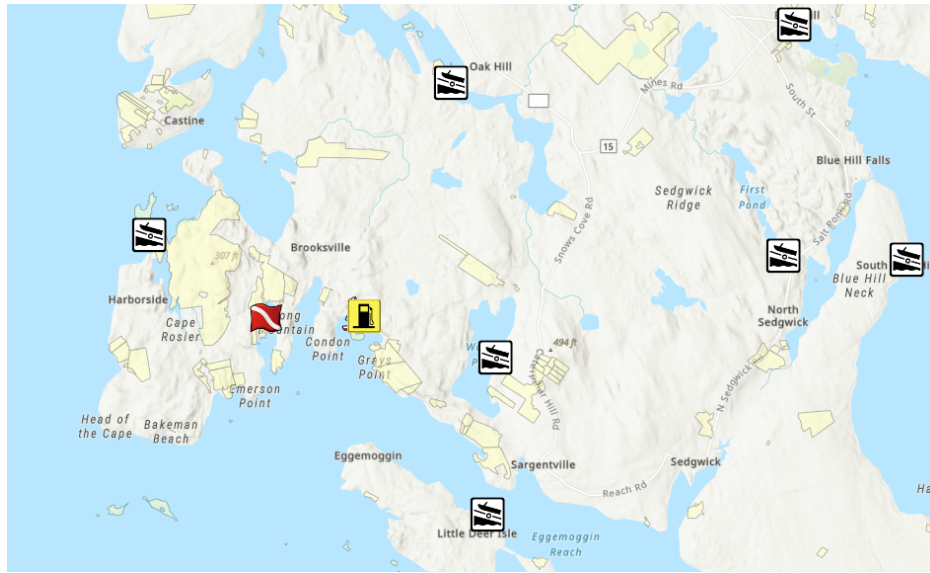 Hill
Oak Hill
Mines Rd
South St
Castine
15
Blue Hill Falls
First
Pond
Sedgwick
Ridge
Salt Pond Rd
Snows Cove Rd
Brooksville
307 ft
South
Blue Hill
Neck
Harborside
Cape
Rosier
Condon
Point
North
Sedgwick
494 ft
Grays
Point
Emerson
Point
Head of
the Cape
Bakeman
Beach
N Sedgwick
Eggemoggin
Sargentville
Sedgwick
Reach Rd
Little Deer Isle
Eggemoggin
Reach